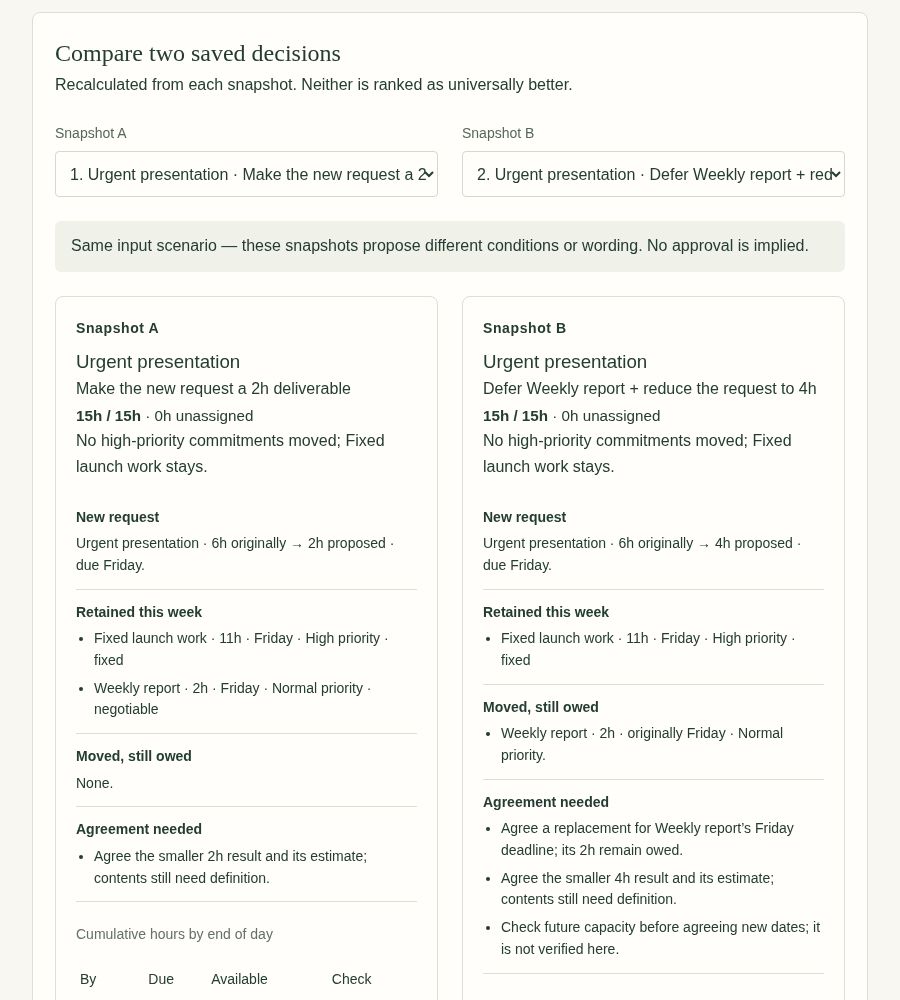 Compare two saved decisions
Recalculated from each snapshot. Neither is ranked as universally better.
Snapshot A
1. Urgent presentation · Make the new request a 2
Snapshot B
2. Urgent presentation · Defer Weekly report + red
Same input scenario — these snapshots propose different conditions or wording. No approval is implied.
Snapshot A
Urgent presentation
Make the new request a 2h deliverable
15h / 15h · 0h unassigned
No high-priority commitments moved; Fixed
launch work stays.
New request
Urgent presentation · 6h originally → 2h proposed ·
due Friday.
Retained this week
• Fixed launch work · 11h · Friday · High priority ·
fixed
• Weekly report · 2h · Friday · Normal priority ·
negotiable
Moved, still owed
None.
Agreement needed
• Agree the smaller 2h result and its estimate;
contents still need definition.
Cumulative hours by end of day
By Due Available Check
Snapshot B
Urgent presentation
Defer Weekly report + reduce the request to 4h
15h / 15h · 0h unassigned
No high-priority commitments moved; Fixed
launch work stays.
New request
Urgent presentation · 6h originally → 4h proposed ·
due Friday.
Retained this week
• Fixed launch work · 11h · Friday · High priority ·
fixed
Moved, still owed
• Weekly report · 2h · originally Friday · Normal
priority.
Agreement needed
• Agree a replacement for Weekly report’s Friday
deadline; its 2h remain owed.
• Agree the smaller 4h result and its estimate;
contents still need definition.
• Check future capacity before agreeing new dates; it
is not verified here.